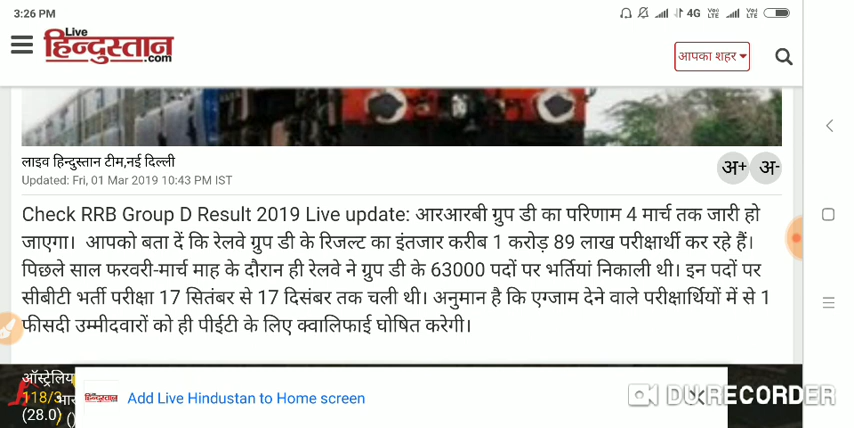 3:26 PM
4G
Live
हिन्दुस्तान
.com
आपका शहर
लाइव हिन्दुस्तान टीम,नई दिल्ली
Updated: Fri, 01 Mar 2019 10:43 PM IST
अ+ अ-
Check RRB Group D Result 2019 Live update: आरआरबी ग्रुप डी का परिणाम 4 मार्च तक जारी हो
जाएगा। आपको बता दें कि रेलवे ग्रुप डी के रिजल्ट का इंतजार करीब 1 करोड़ 89 लाख परीक्षार्थी कर रहे हैं।
पिछले साल फरवरी-मार्च माह के दौरान ही रेलवे ने ग्रुप डी के 63000 पदों पर भर्तियां निकाली थी। इन पदों पर
सीबीटी भर्ती परीक्षा 17 सितंबर से 17 दिसंबर तक चली थी। अनुमान है कि एग्जाम देने वाले परीक्षार्थियों में से 1
फीसदी उम्मीदवारों को ही पीईटी के लिए क्वालिफाई घोषित करेगी।
118/3
(28.0)
हिन्दुस्तान
Add Live Hindustan to Home screen
DU RECORDER